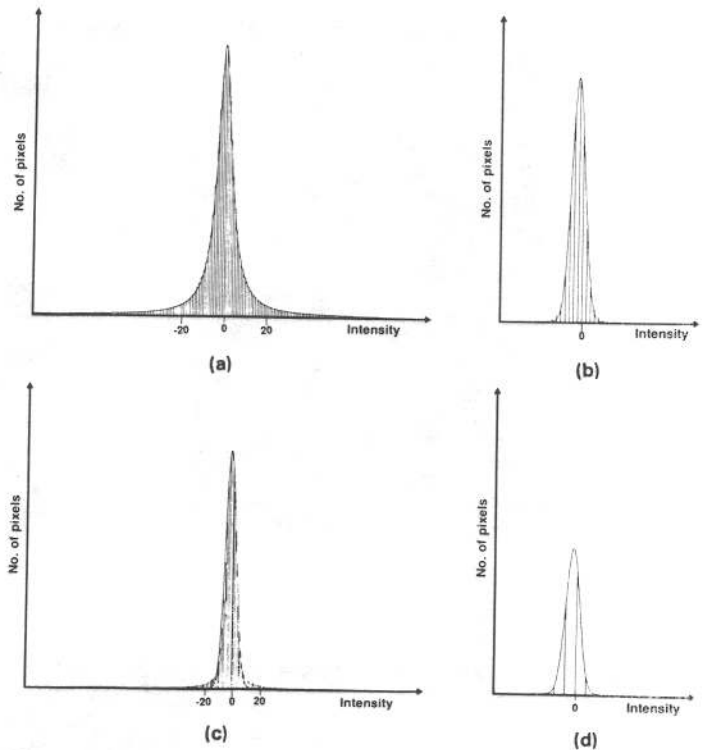 No. of pixels
-20 0 20 Intensity
(a)
No. of pixels
0 Intensity
(b)
No. of pixels
-20 0 20 Intensity
(c)
No. of pixels
0 Intensity
(d)